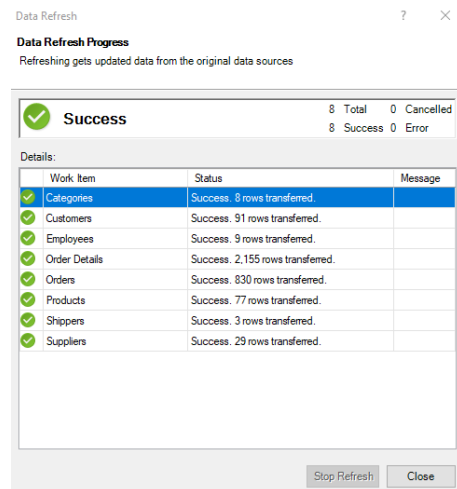 Data Refresh ? ×
Data Refresh Progress
Refreshing gets updated data from the original data sources
Success
8 Total 0 Cancelled
8 Success 0 Error
Details:
Work Item Status Message
Categories Success. 8 rows transferred.
Customers Success. 91 rows transferred.
Employees Success. 9 rows transferred.
Order Details Success. 2,155 rows transferred.
Orders Success. 830 rows transferred.
Products Success. 77 rows transferred.
Shippers Success. 3 rows transferred.
Suppliers Success. 29 rows transferred.
Stop Refresh Close